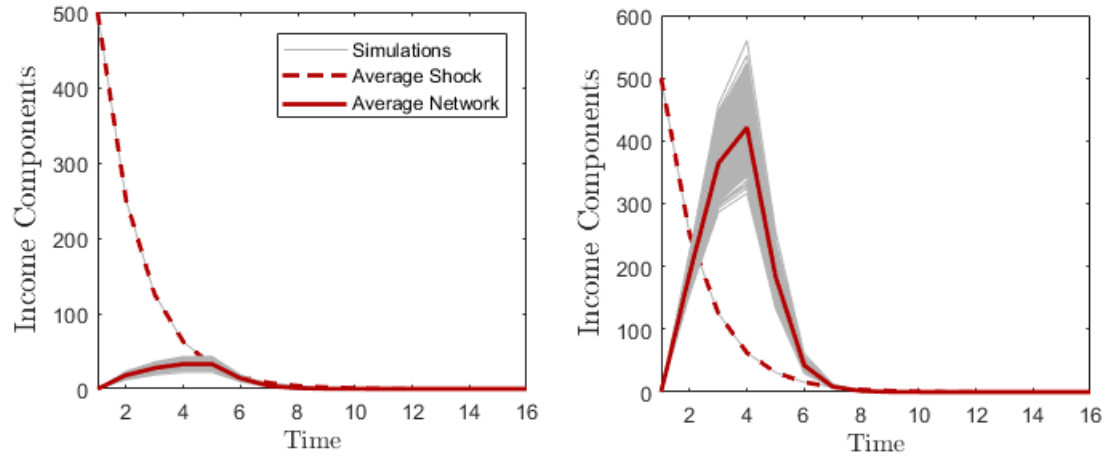 500
400
300
200
100
0
Income Components
2 4 6 8 10 12 14 16
Time
Simulations
Average Shock
Average Network
600
500
400
300
200
100
0
Income Components
2 4 6 8 10 12 14 16
Time